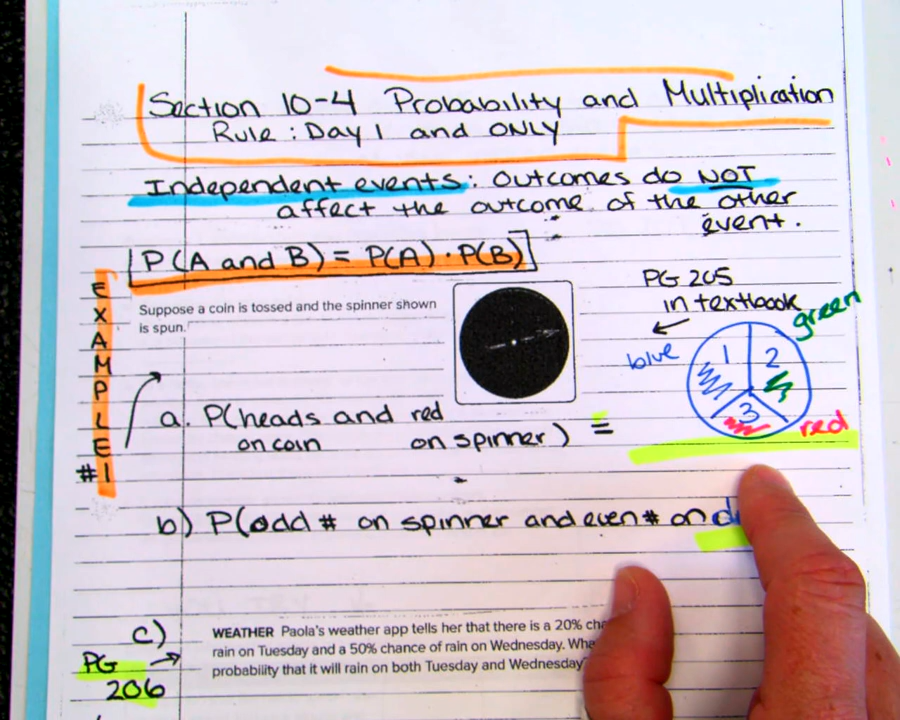 Section 10-4 Probability and Multiplication
Rule: Day 1 and ONLY
Independent events: Outcomes do NOT
affect the outcome of the other
event.
P(A and B) = P(A) · P(B)
EXAMPLE
#1
Suppose a coin is tossed and the spinner shown
is spun.
PG 205
in textbook
green
blue
1
2
3
red
a. P(heads and red
on coin on spinner) =
b) P(odd # on spinner and even # on
c)
PG
206
WEATHER Paola's weather app tells her that there is a 20%
rain on Tuesday and a 50% chance of rain on Wednesday.
probability that it will rain on both Tuesday and Wednesday